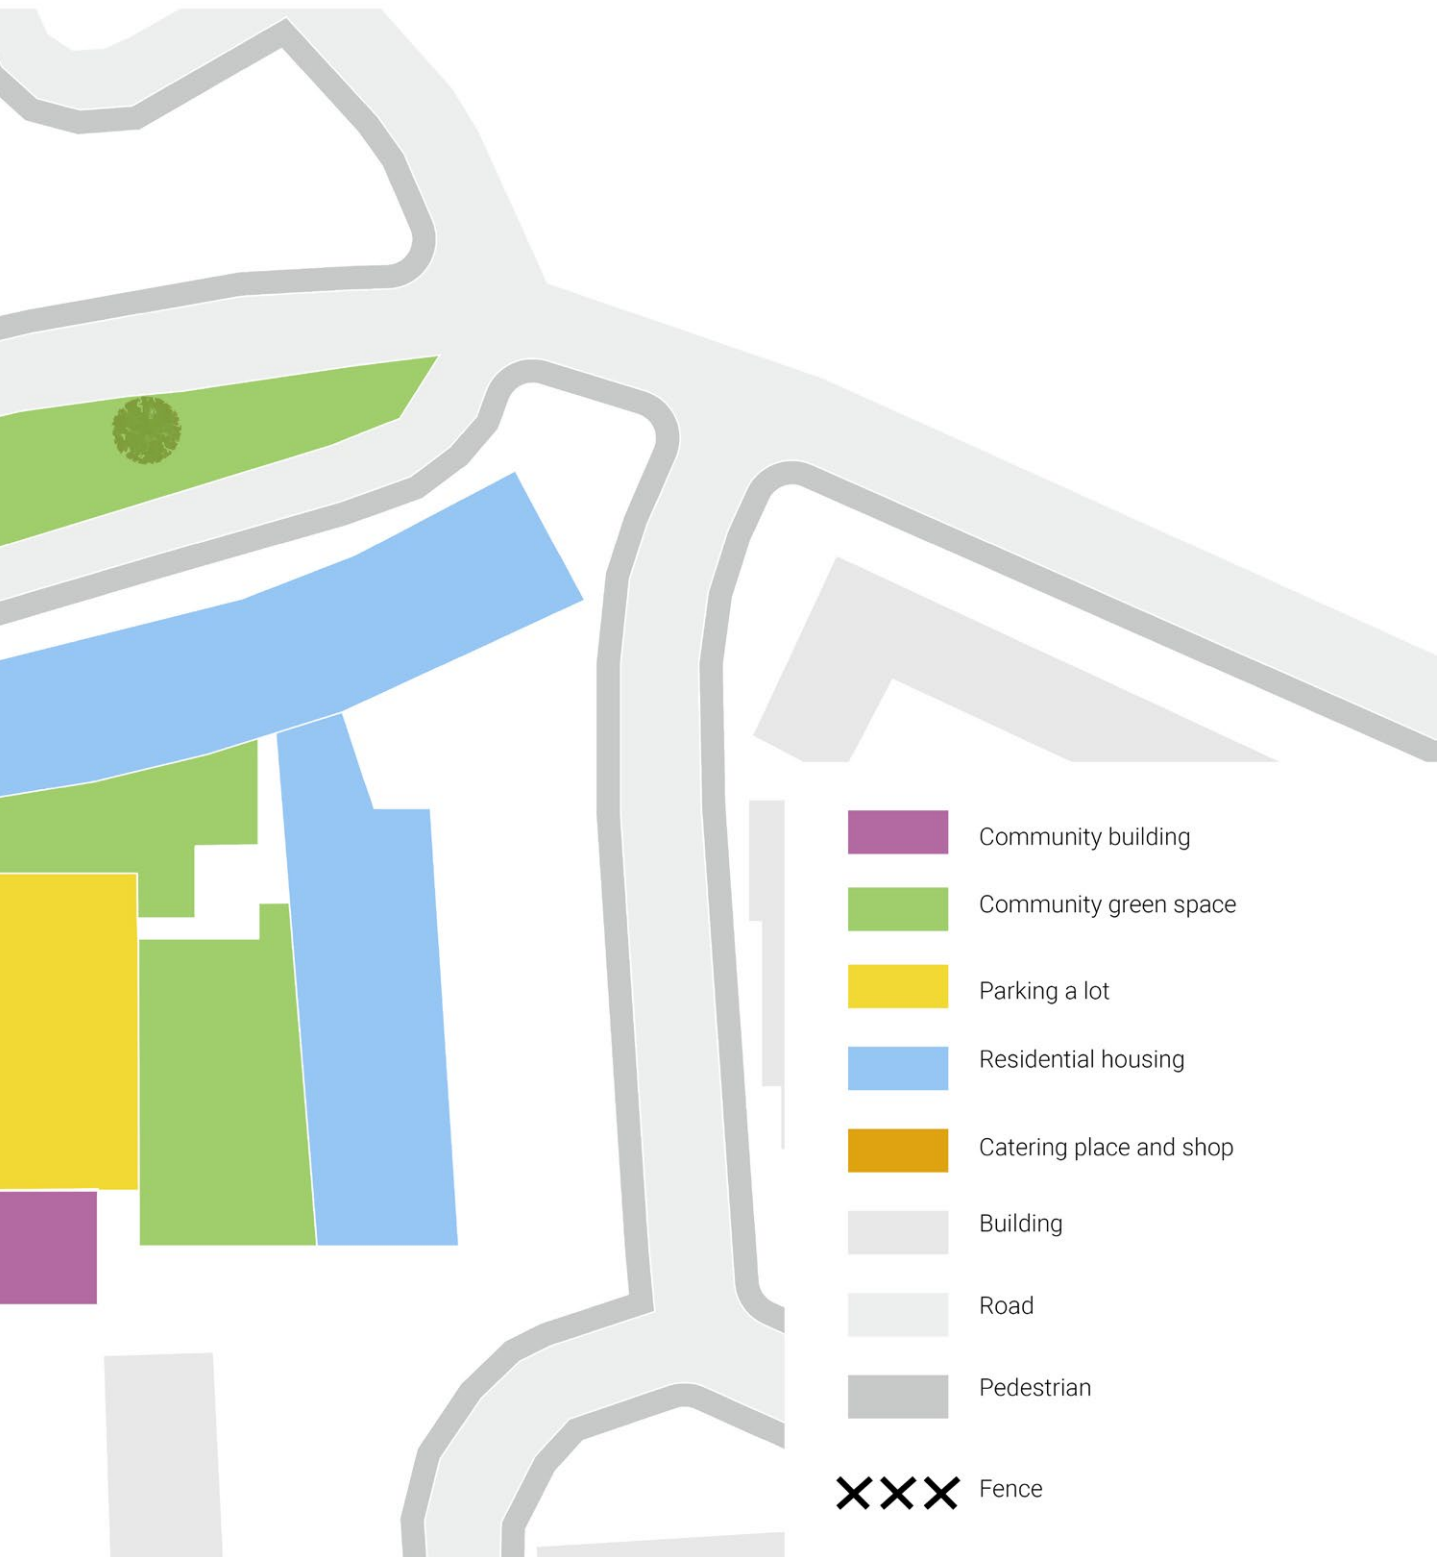 Community building
Community green space
Parking a lot
Residential housing
Catering place and shop
Building
Road
Pedestrian
Fence